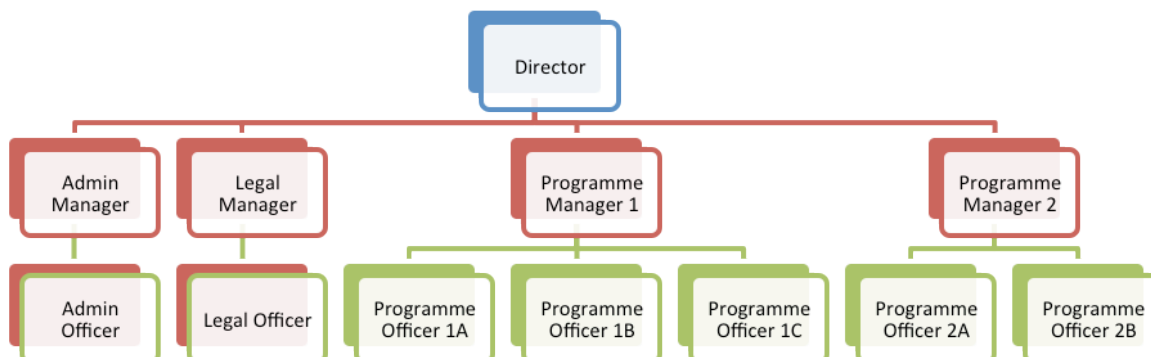 Director
Admin
Manager
Legal
Manager
Programme
Manager 1
Programme
Manager 2
Admin
Officer
Legal Officer
Programme
Officer 1A
Programme
Officer 1B
Programme
Officer 1C
Programme
Officer 2A
Programme
Officer 2B